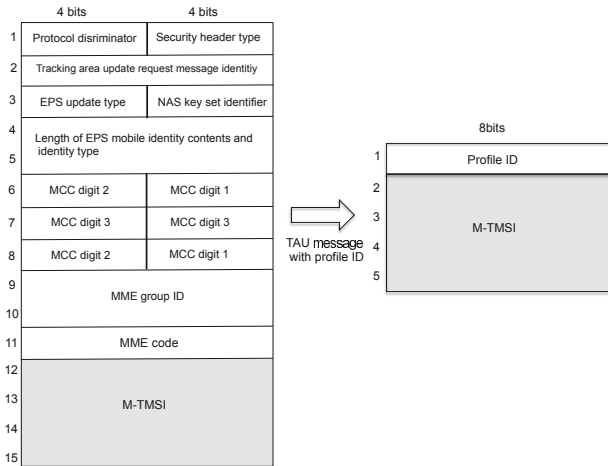 4 bits 4 bits
1 Protocol disriminator Security header type
2 Tracking area update request message identitiy
3 EPS update type NAS key set identifier
4 Length of EPS mobile identity contents and
5 identity type
6 MCC digit 2 MCC digit 1
7 MCC digit 3 MCC digit 3
8 MCC digit 2 MCC digit 1
9
MME group ID
10
11 MME code
12
13 M-TMSI
14
15
TAU message
with profile ID
8bits
1 Profile ID
2
3 M-TMSI
4
5